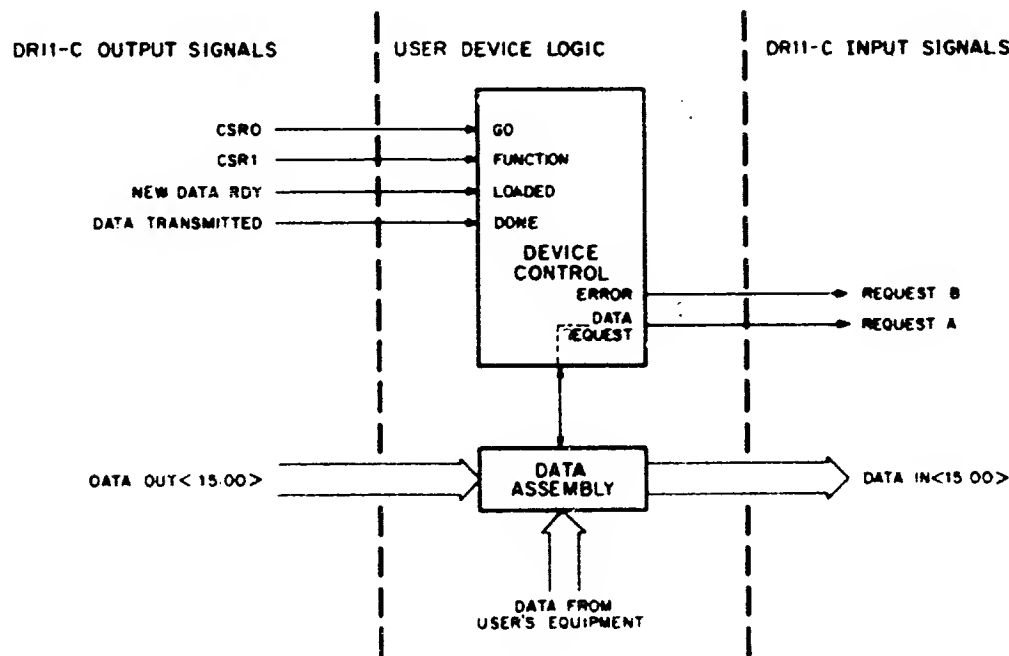 DR11-C OUTPUT SIGNALS
USER DEVICE LOGIC
DR11-C INPUT SIGNALS
CSR0
GO
CSR1
FUNCTION
NEW DATA RDY
LOADED
DATA TRANSMITTED
DONE
DEVICE
CONTROL
ERROR
REQUEST B
DATA
REQUEST
REQUEST A
DATA OUT<15:00>
DATA
ASSEMBLY
DATA IN<15:00>
DATA FROM
USER'S EQUIPMENT